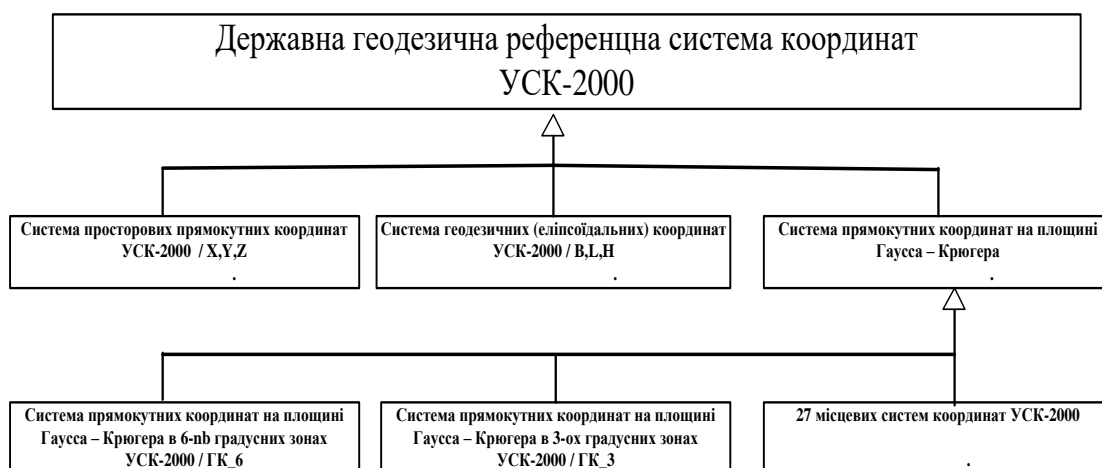 Державна геодезична референцна система координат
УСК-2000
Система просторових прямокутних координат
УСК-2000 / X,Y,Z
.
Система геодезичних (еліпсоїдальних) координат
УСК-2000 / B,L,H
.
Система прямокутних координат на площині
Гаусса – Крюгера
.
Система прямокутних координат на площині
Гаусса – Крюгера в 6-nb градусних зонах
УСК-2000 / ГК_6
Система прямокутних координат на площині
Гаусса – Крюгера в 3-ох градусних зонах
УСК-2000 / ГК_3
27 місцевих систем координат УСК-2000
.